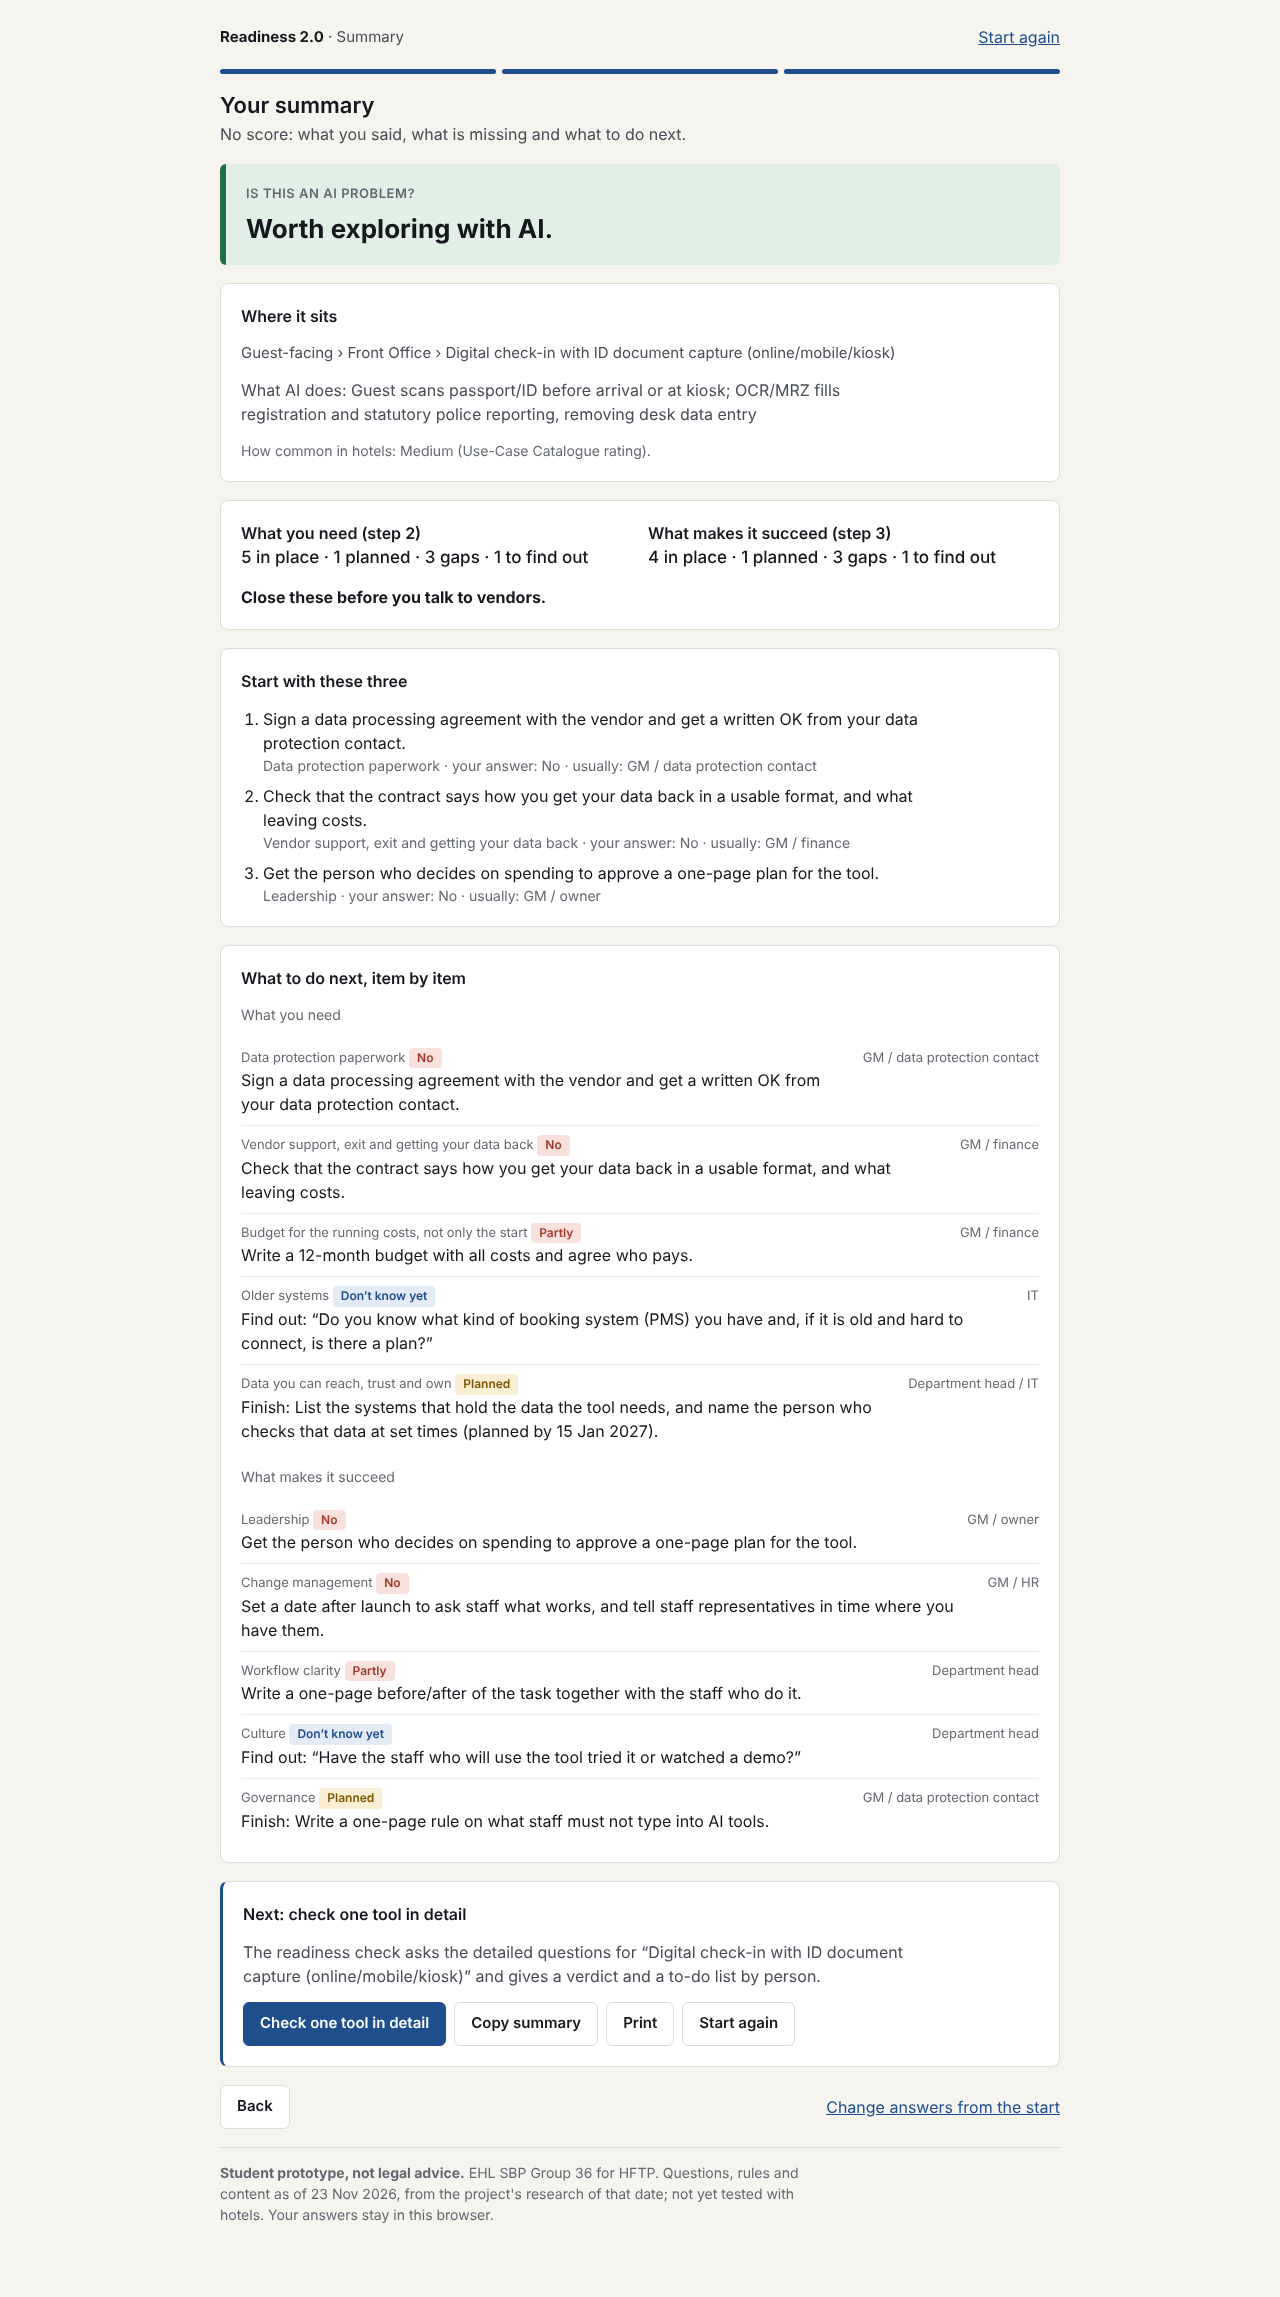 Readiness 2.0 · Summary
Start again
Your summary
No score: what you said, what is missing and what to do next.
IS THIS AN AI PROBLEM?
Worth exploring with AI.
Where it sits
Guest-facing › Front Office › Digital check-in with ID document capture (online/mobile/kiosk)
What AI does: Guest scans passport/ID before arrival or at kiosk; OCR/MRZ fills
registration and statutory police reporting, removing desk data entry
How common in hotels: Medium (Use-Case Catalogue rating).
What you need (step 2)
5 in place · 1 planned · 3 gaps · 1 to find out
What makes it succeed (step 3)
4 in place · 1 planned · 3 gaps · 1 to find out
Close these before you talk to vendors.
Start with these three
1. Sign a data processing agreement with the vendor and get a written OK from your data
protection contact.
Data protection paperwork · your answer: No · usually: GM / data protection contact
2. Check that the contract says how you get your data back in a usable format, and what
leaving costs.
Vendor support, exit and getting your data back · your answer: No · usually: GM / finance
3. Get the person who decides on spending to approve a one-page plan for the tool.
Leadership · your answer: No · usually: GM / owner
What to do next, item by item
What you need
Data protection paperwork No
GM / data protection contact
Sign a data processing agreement with the vendor and get a written OK from
your data protection contact.
Vendor support, exit and getting your data back No
GM / finance
Check that the contract says how you get your data back in a usable format, and what
leaving costs.
Budget for the running costs, not only the start Partly
GM / finance
Write a 12-month budget with all costs and agree who pays.
Older systems Don’t know yet
IT
Find out: “Do you know what kind of booking system (PMS) you have and, if it is old and hard to
connect, is there a plan?”
Data you can reach, trust and own Planned
Department head / IT
Finish: List the systems that hold the data the tool needs, and name the person who
checks that data at set times (planned by 15 Jan 2027).
What makes it succeed
Leadership No
GM / owner
Get the person who decides on spending to approve a one-page plan for the tool.
Change management No
GM / HR
Set a date after launch to ask staff what works, and tell staff representatives in time where you
have them.
Workflow clarity Partly
Department head
Write a one-page before/after of the task together with the staff who do it.
Culture Don’t know yet
Department head
Find out: “Have the staff who will use the tool tried it or watched a demo?”
Governance Planned
GM / data protection contact
Finish: Write a one-page rule on what staff must not type into AI tools.
Next: check one tool in detail
The readiness check asks the detailed questions for “Digital check-in with ID document
capture (online/mobile/kiosk)” and gives a verdict and a to-do list by person.
Check one tool in detail
Copy summary
Print
Start again
Back
Change answers from the start
Student prototype, not legal advice. EHL SBP Group 36 for HFTP. Questions, rules and
content as of 23 Nov 2026, from the project's research of that date; not yet tested with
hotels. Your answers stay in this browser.